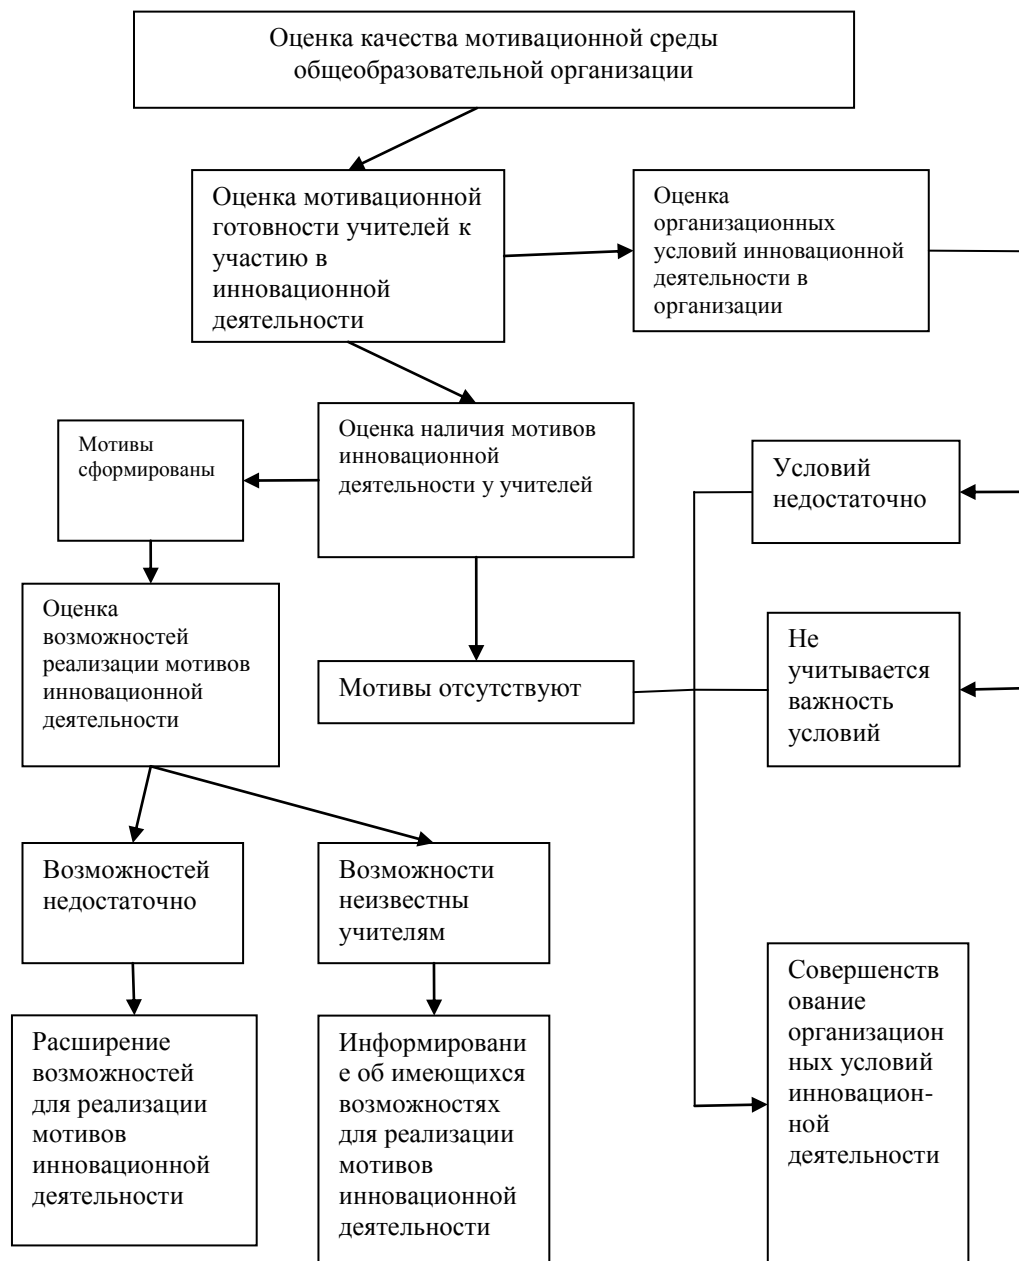 Оценка качества мотивационной среды
общеобразовательной организации
Оценка мотивационной
готовности учителей к
участию в
инновационной
деятельности
Оценка
организационных
условий инновационной
деятельности в
организации
Мотивы
сформированы
Оценка наличия мотивов
инновационной
деятельности у учителей
Условий
недостаточно
Оценка
возможностей
реализации мотивов
инновационной
деятельности
Мотивы отсутствуют
Не
учитывается
важность
условий
Возможностей
недостаточно
Возможности
неизвестны
учителям
Расширение
возможностей
для реализации
мотивов
инновационной
деятельности
Информировани
е об имеющихся
возможностях
для реализации
мотивов
инновационной
деятельности
Совершенств
ование
организацион
ных условий
инновацион-
ной
деятельности